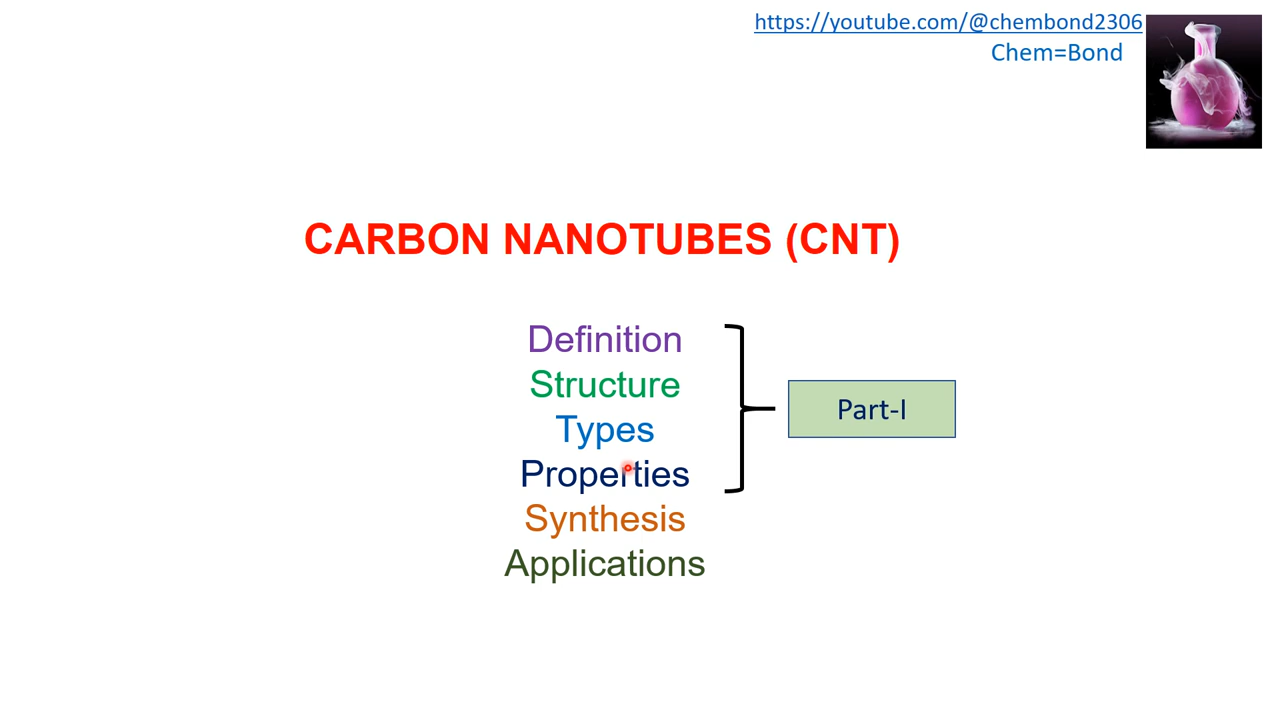 https://youtube.com/@chembond2306
Chem=Bond
CARBON NANOTUBES (CNT)
Definition
Structure
Types
Properties
Synthesis
Applications
Part-I